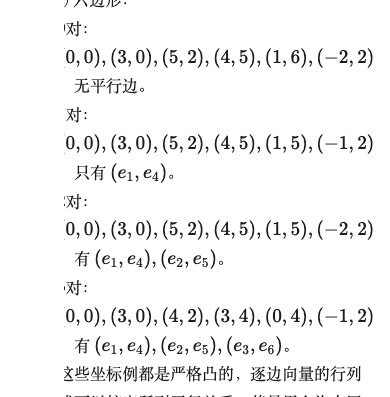 六边形：
对：
0, 0), (3, 0), (5, 2), (4, 5), (1, 6), (−2, 2)
无平行边。
对：
0, 0), (3, 0), (5, 2), (4, 5), (1, 5), (−1, 2)
只有 (e₁, e₄)。
对：
0, 0), (3, 0), (5, 2), (4, 5), (1, 5), (−2, 2)
有 (e₁, e₄), (e₂, e₅)。
对：
0, 0), (3, 0), (4, 2), (3, 4), (0, 4), (−1, 2)
有 (e₁, e₄), (e₂, e₅), (e₃, e₆)。
这些坐标例都是严格凸的，逐边向量的行列